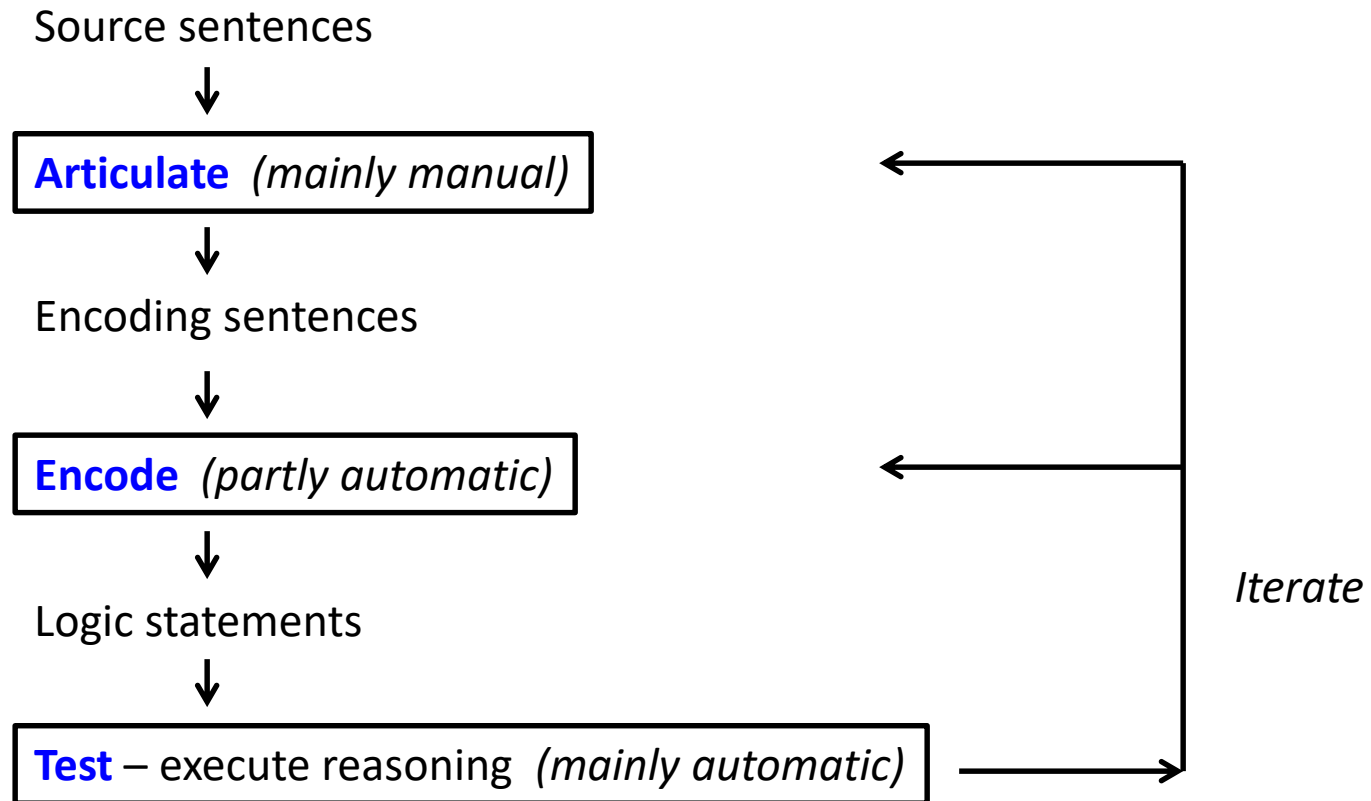 Source sentences
Articulate (mainly manual)
Encoding sentences
Encode (partly automatic)
Iterate
Logic statements
Test – execute reasoning (mainly automatic)